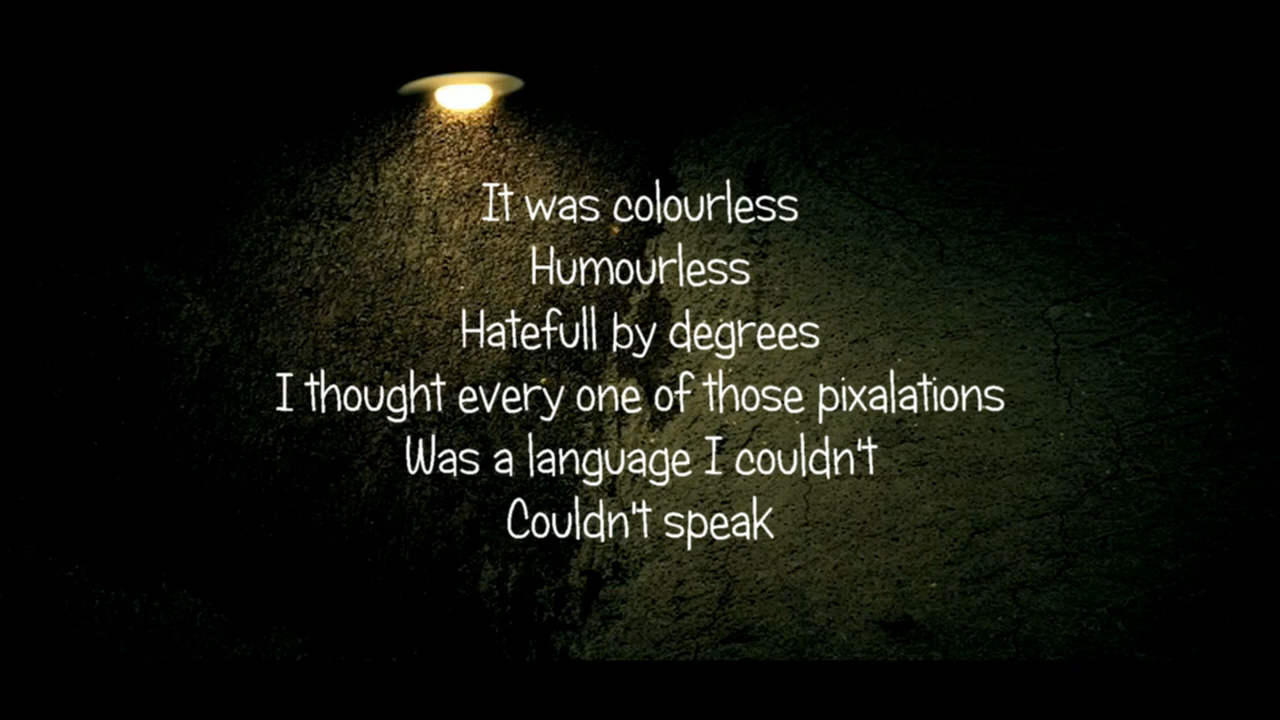 It was colourless
Humourless
Hatefull by degrees
I thought every one of those pixalations
Was a language I couldn't
Couldn't speak